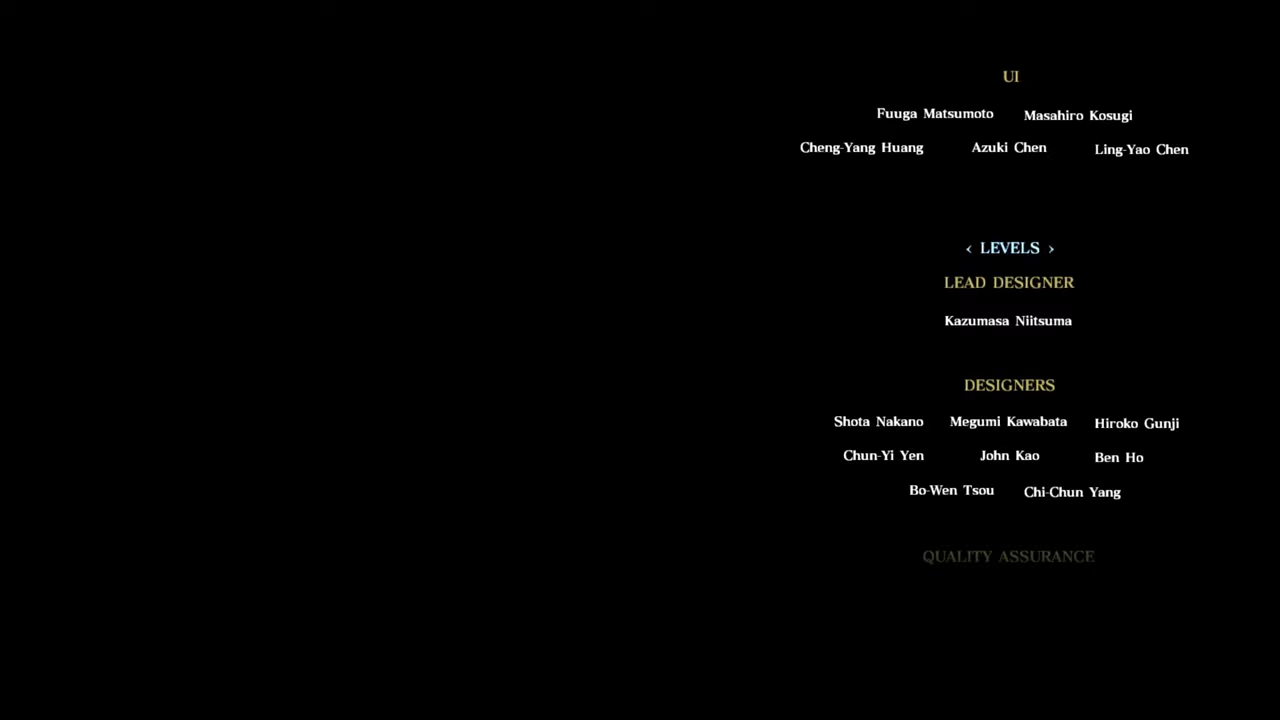 UI
Fuuga Matsumoto Masahiro Kosugi
Cheng-Yang Huang Azuki Chen Ling-Yao Chen
‹ LEVELS ›
LEAD DESIGNER
Kazumasa Niitsuma
DESIGNERS
Shota Nakano Megumi Kawabata Hiroko Gunji
Chun-Yi Yen John Kao Ben Ho
Bo-Wen Tsou Chi-Chun Yang
QUALITY ASSURANCE